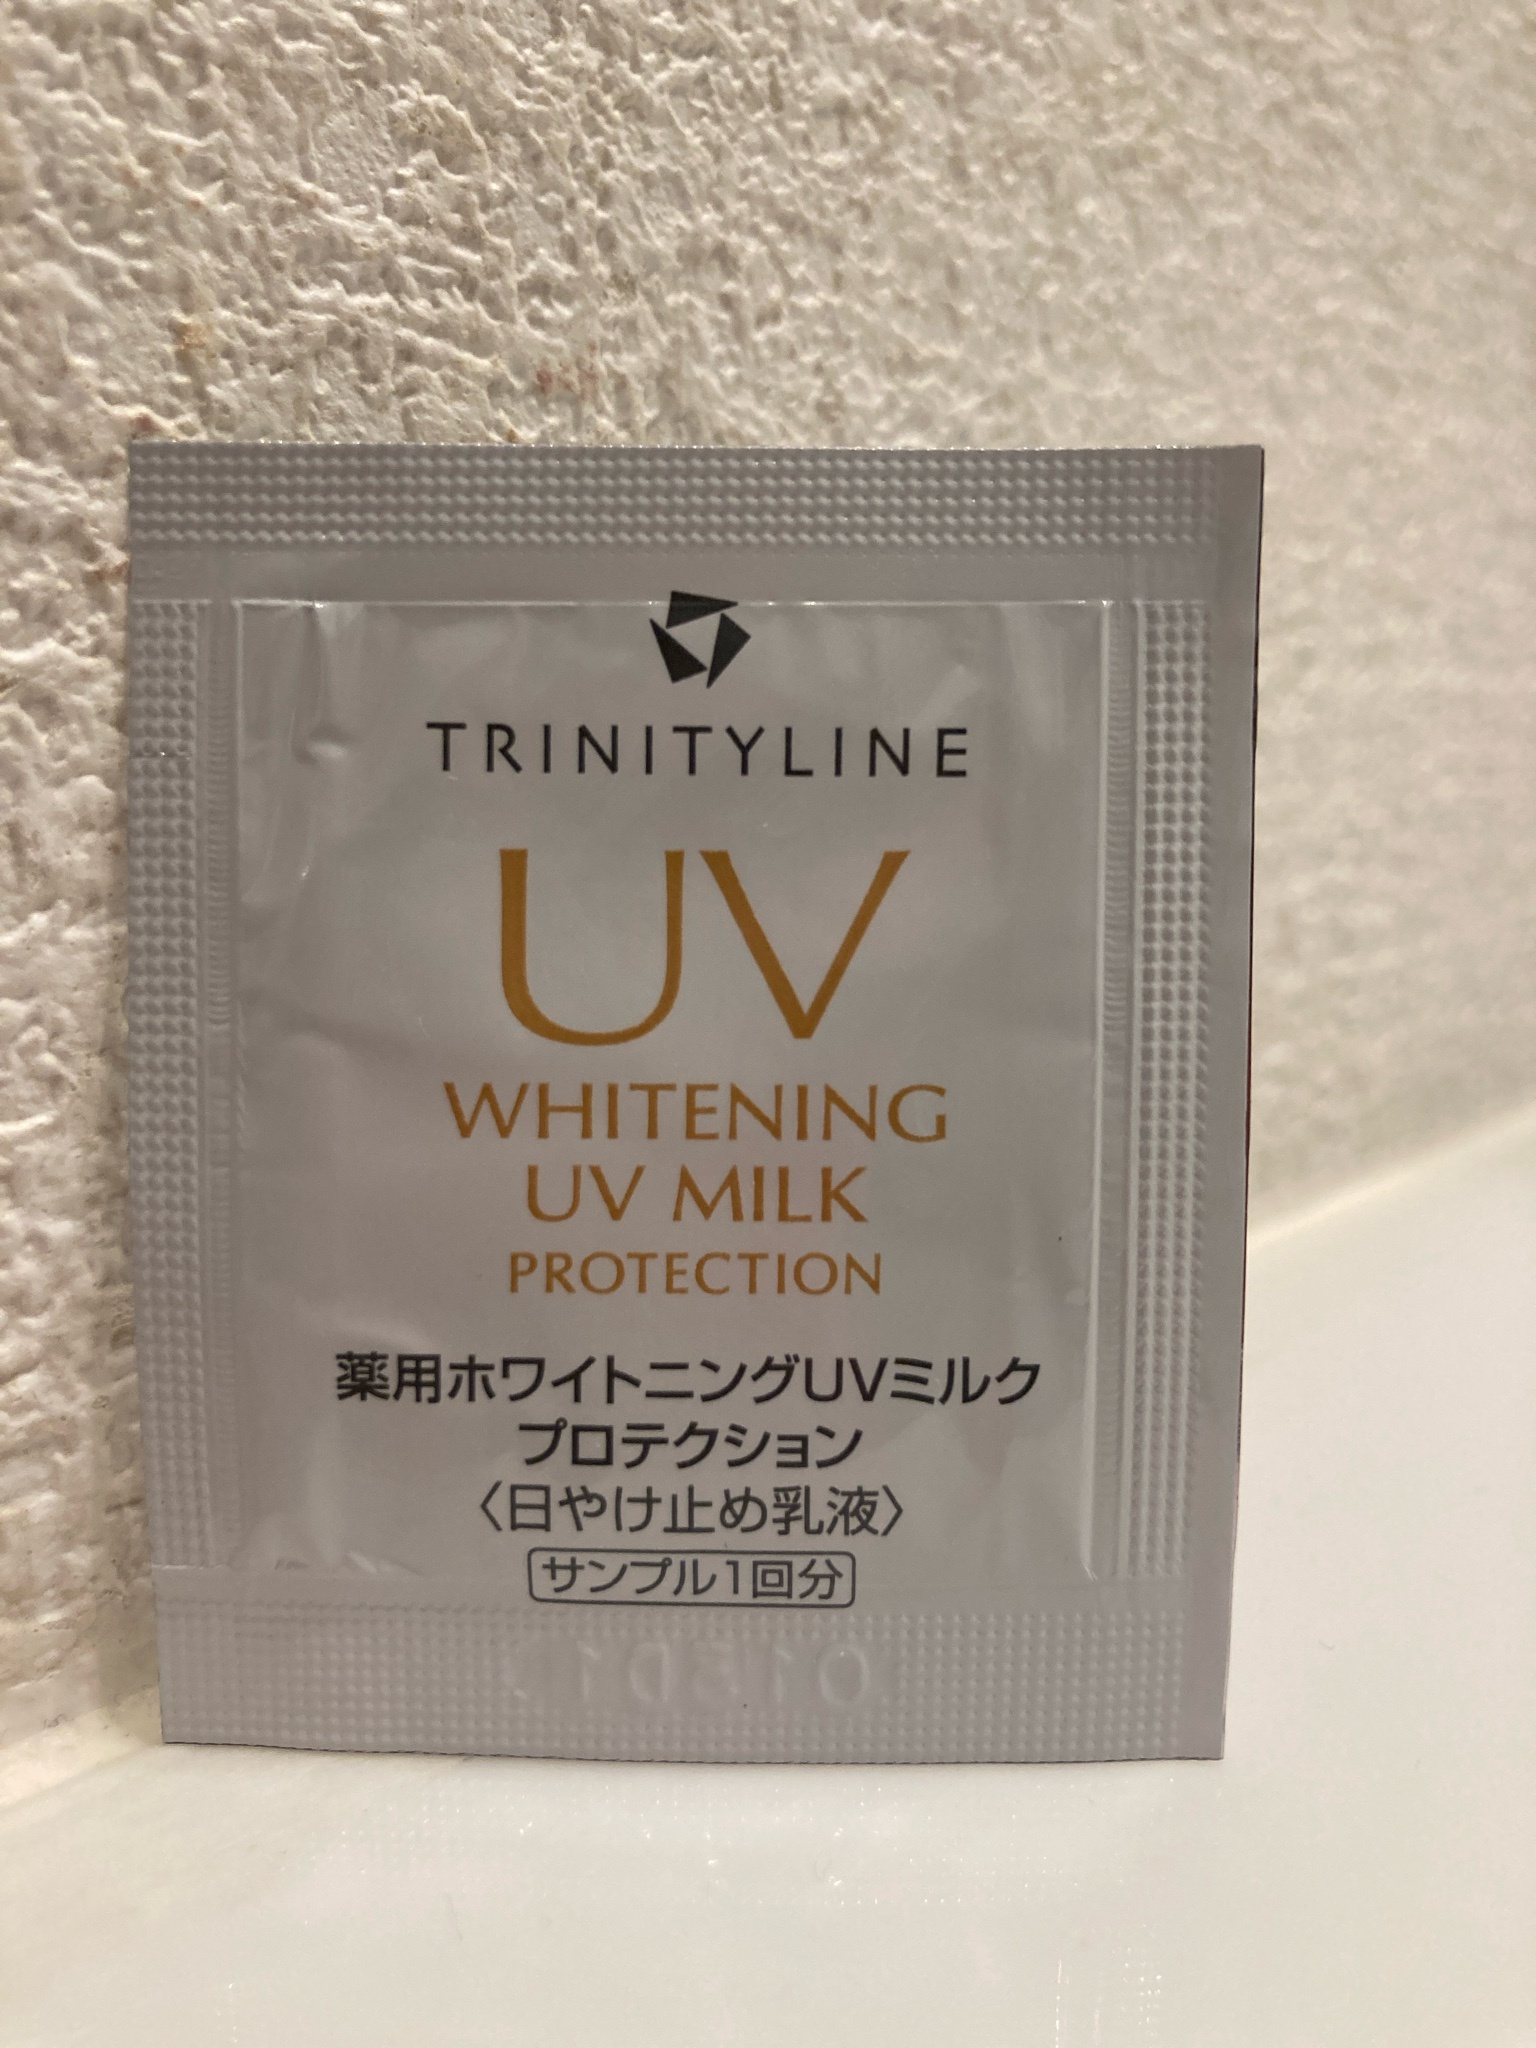 TRINITYLINE
UV
WHITENING
UV MILK
PROTECTION
薬用ホワイトニングUVミルク
プロテクション
〈日やけ止め乳液〉
サンプル1回分